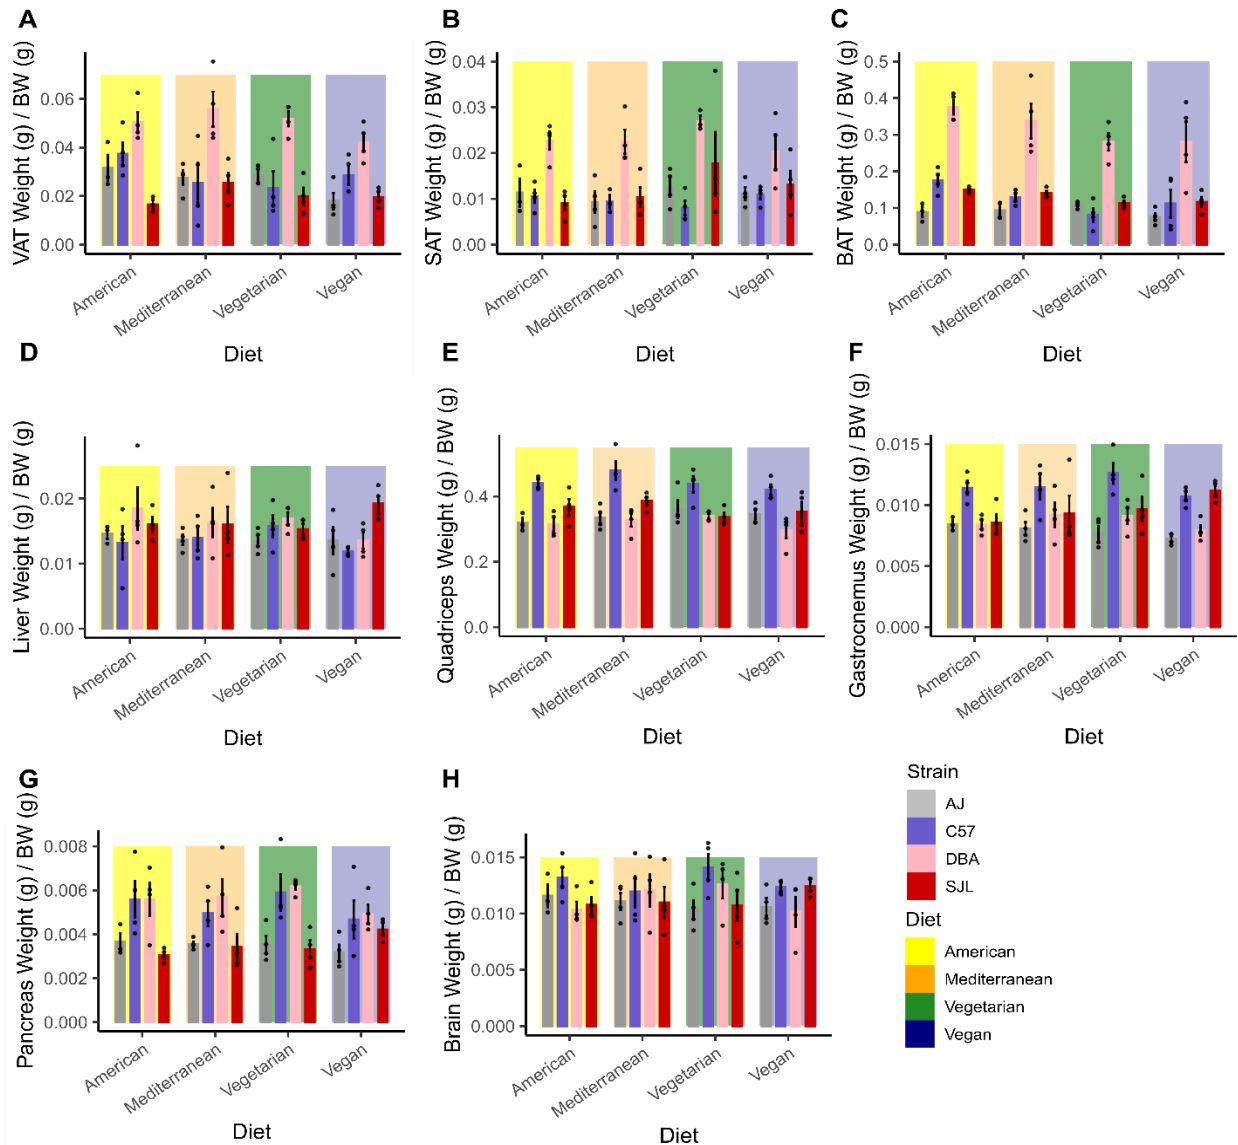 A
VAT Weight (g) / BW (g)
0.06
0.04
0.02
0.00
American
Mediterranean
Vegetarian
Vegan
Diet
B
SAT Weight (g) / BW (g)
0.04
0.03
0.02
0.01
0.00
American
Mediterranean
Vegetarian
Vegan
Diet
C
BAT Weight (g) / BW (g)
0.5
0.4
0.3
0.2
0.1
0.0
American
Mediterranean
Vegetarian
Vegan
Diet
D
Liver Weight (g) / BW (g)
0.02
0.01
0.00
American
Mediterranean
Vegetarian
Vegan
Diet
E
Quadriceps Weight (g) / BW (g)
0.4
0.2
0.0
American
Mediterranean
Vegetarian
Vegan
Diet
F
Gastrocnemus Weight (g) / BW (g)
0.015
0.010
0.005
0.000
American
Mediterranean
Vegetarian
Vegan
Diet
G
Pancreas Weight (g) / BW (g)
0.008
0.006
0.004
0.002
0.000
American
Mediterranean
Vegetarian
Vegan
Diet
H
Brain Weight (g) / BW (g)
0.015
0.010
0.005
0.000
American
Mediterranean
Vegetarian
Vegan
Diet
Strain
AJ
C57
DBA
SJL
Diet
American
Mediterranean
Vegetarian
Vegan